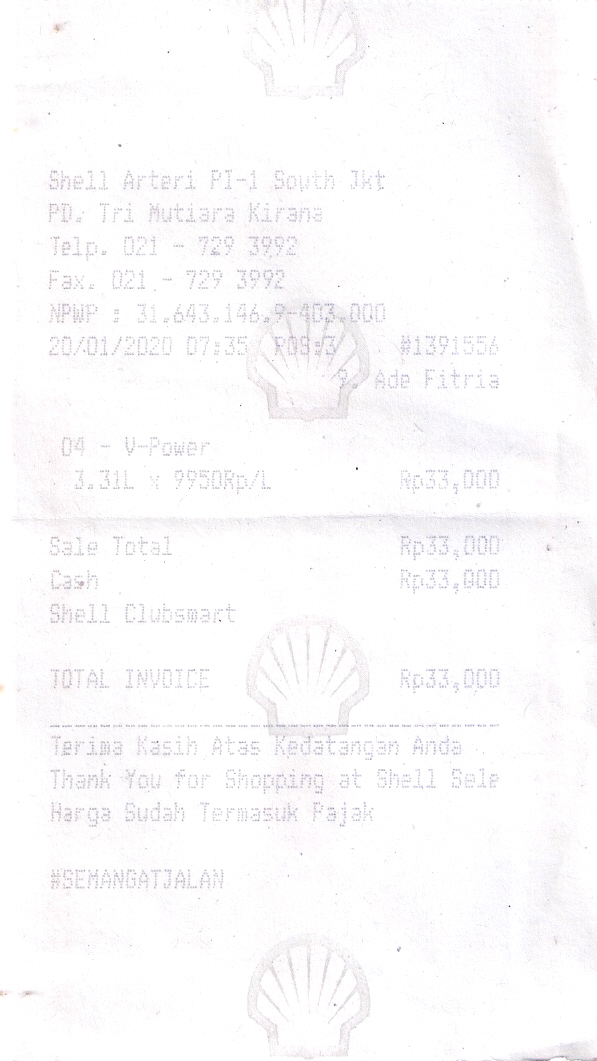 Shell Arteri PI-1 South Jkt
PD. Tri Mutiara Kirana
Telp. 021 - 729 3992
Fax. 021 - 729 3992
NPWP : 31.643.146.9-403.000
20/01/2020 07:35 POS:3 #1391556
9. Ade Fitria
04 - V-Power
3.31L x 9950Rp/L Rp33,000
Sale Total Rp33,000
Cash Rp33,000
Shell Clubsmart
TOTAL INVOICE Rp33,000
Terima Kasih Atas Kedatangan Anda
Thank You for Shopping at Shell Sele
Harga Sudah Termasuk Pajak
#SEMANGATJALAN